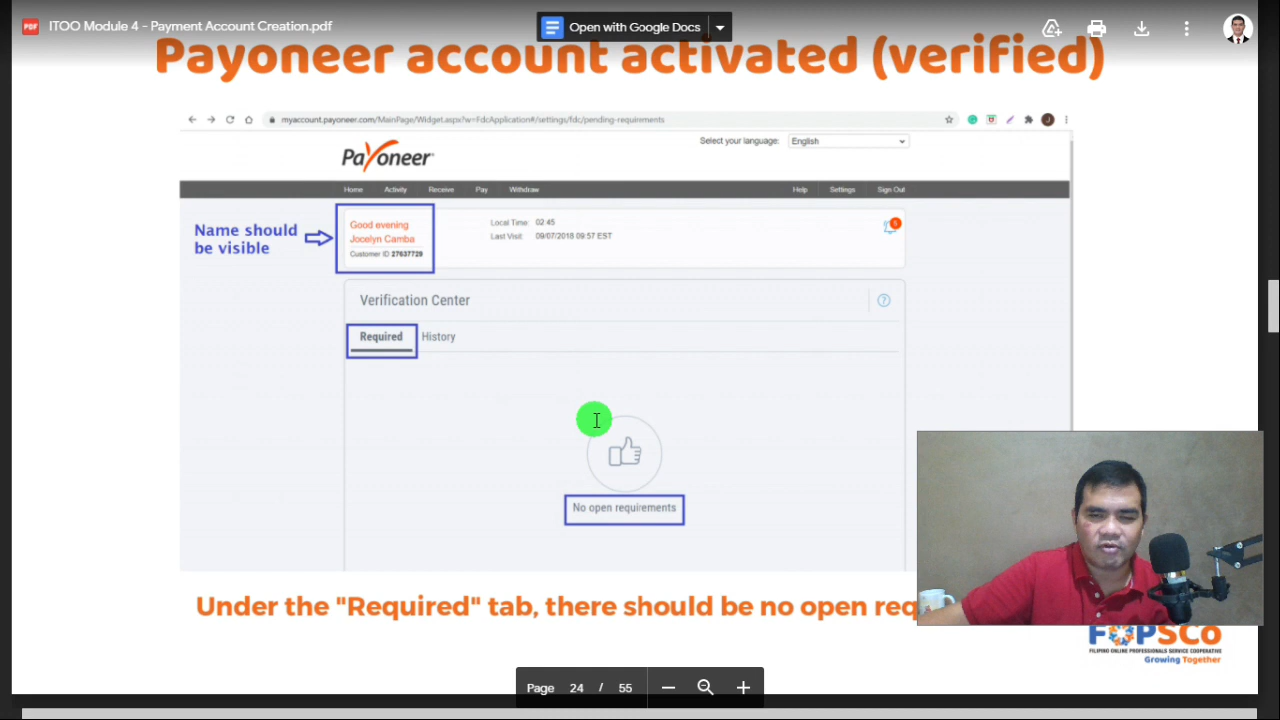 ITOO Module 4 - Payment Account Creation.pdf
Open with Google Docs
Payoneer account activated (verified)
myaccount.payoneer.com/MainPage/Widget.aspx?w=FdcApplication#/settings/fdc/pending-requirements
Select your language: English
Payoneer
Home Activity Receive Pay Withdraw Help Settings Sign Out
Name should
be visible
Good evening
Jocelyn Camba
Customer ID 27637729
Local Time: 02:45
Last Visit: 09/07/2018 09:57 EST
Verification Center
Required History
No open requirements
Under the "Required" tab, there should be no open req
FOPSCo
FILIPINO ONLINE PROFESSIONALS SERVICE COOPERATIVE
Growing Together
Page 24 / 55